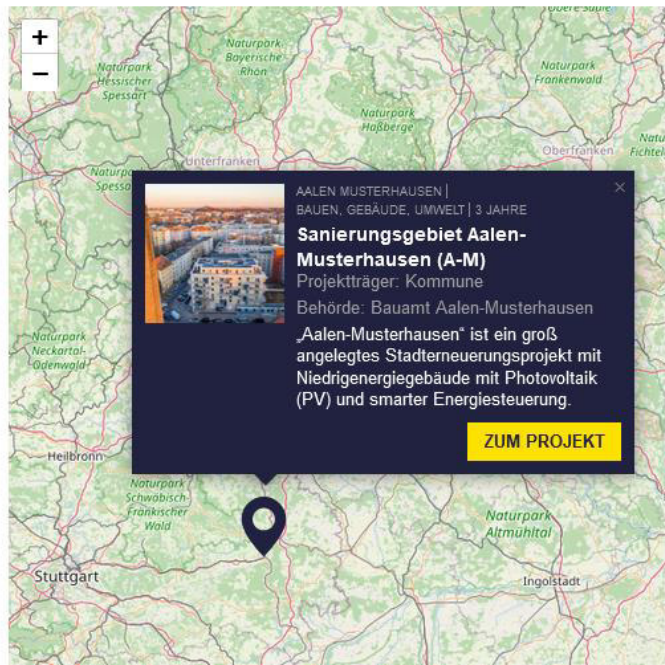 +
−
Naturpark
Hessischer
Spessart
Naturpark
Bayerische
Rhön
Naturpark
Frankenwald
Naturpark
Haßberge
Unterfranken
Oberfranken
AALEN MUSTERHAUSEN |
BAUEN, GEBÄUDE, UMWELT | 3 JAHRE
×
Sanierungsgebiet Aalen-
Musterhausen (A-M)
Projektträger: Kommune
Behörde: Bauamt Aalen-Musterhausen
„Aalen-Musterhausen“ ist ein groß
angelegtes Stadterneuerungsprojekt mit
Niedrigenergiegebäude mit Photovoltaik
(PV) und smarter Energiesteuerung.
ZUM PROJEKT
Naturpark
Neckartal-
Odenwald
Heilbronn
Naturpark
Schwäbisch-
Fränkischer
Wald
Naturpark
Altmühltal
Stuttgart
Ingolstadt